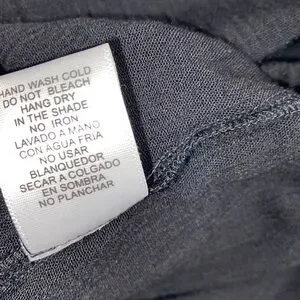 HAND WASH COLD
DO NOT BLEACH
HANG DRY
IN THE SHADE
NO IRON
LAVADO A MANO
CON AGUA FRIA
NO USAR
BLANQUEDOR
SECAR A COLGADO
EN SOMBRA
NO PLANCHAR